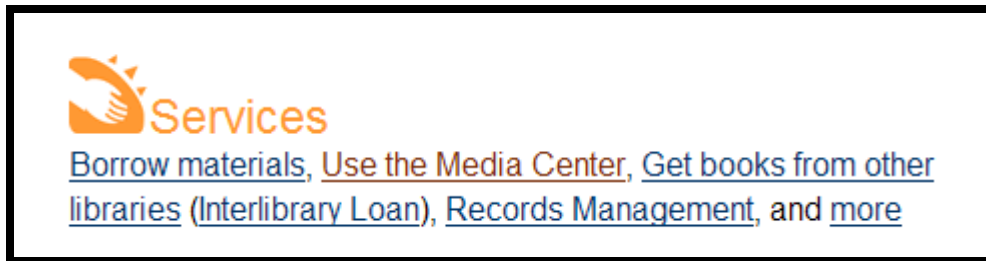 Services
Borrow materials, Use the Media Center, Get books from other
libraries (Interlibrary Loan), Records Management, and more